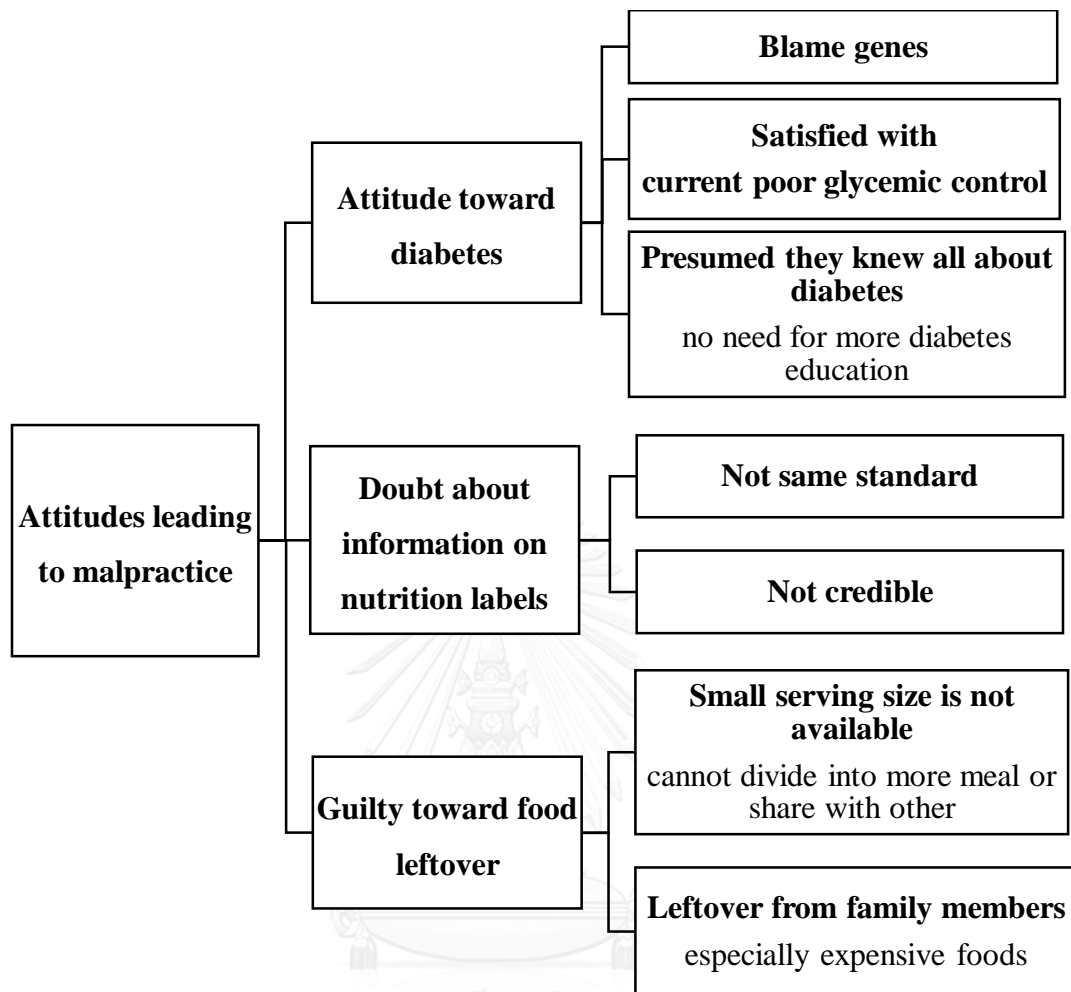 Blame genes
Satisfied with
current poor glycemic control
Attitude toward
diabetes
Presumed they knew all about
diabetes
no need for more diabetes
education
Attitudes leading
to malpractice
Doubt about
information on
nutrition labels
Not same standard
Not credible
Guilty toward food
leftover
Small serving size is not
available
cannot divide into more meal or
share with other
Leftover from family members
especially expensive foods